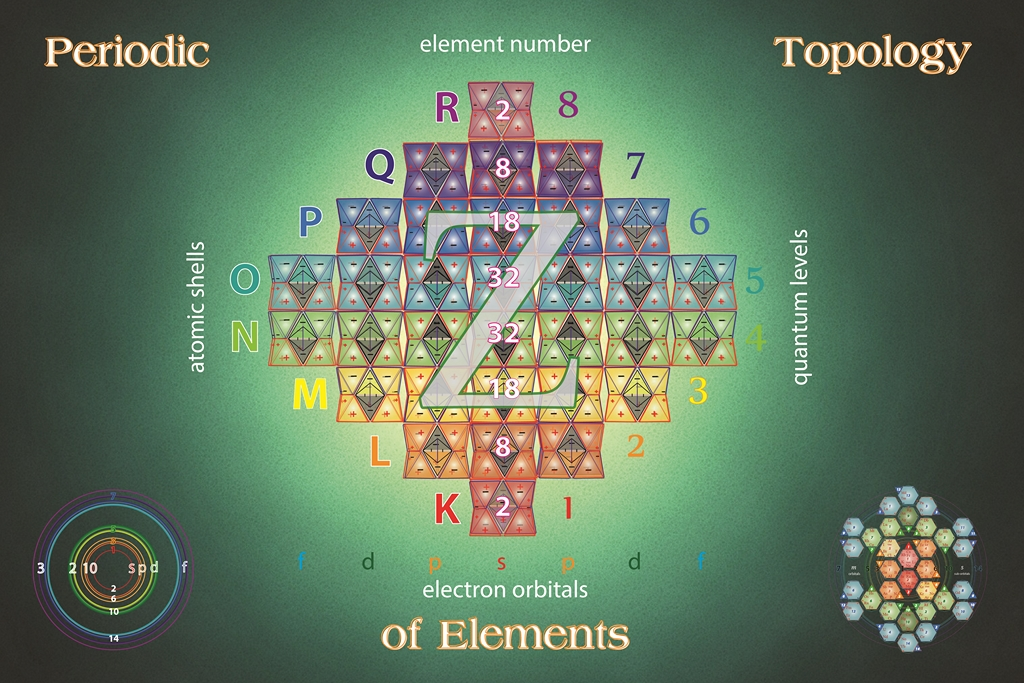 Periodic
Topology
element number
R 2 8
Q 8 7
P 18 6
O 32 5
N 32 4
M 18 3
L 8 2
K 2 1
Z
atomic shells
quantum levels
f d p s p d f
electron orbitals
of Elements
3 2 10 s p d f
2
6
10
14